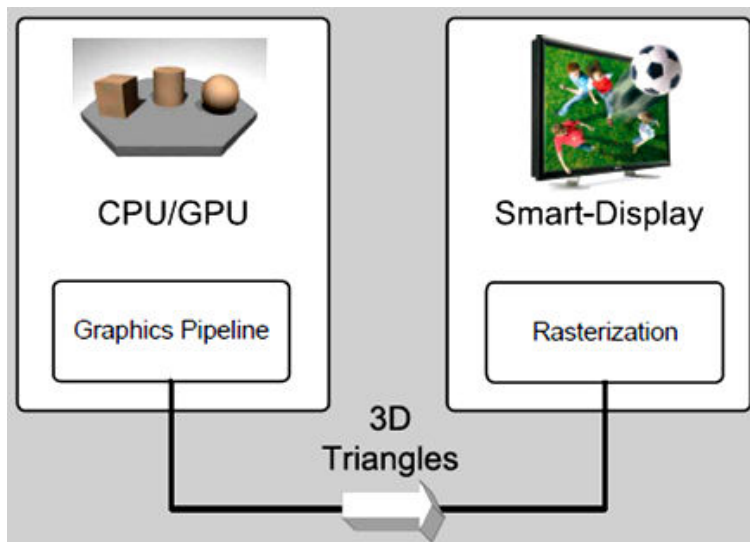 CPU/GPU
Graphics Pipeline
Smart-Display
Rasterization
3D
Triangles